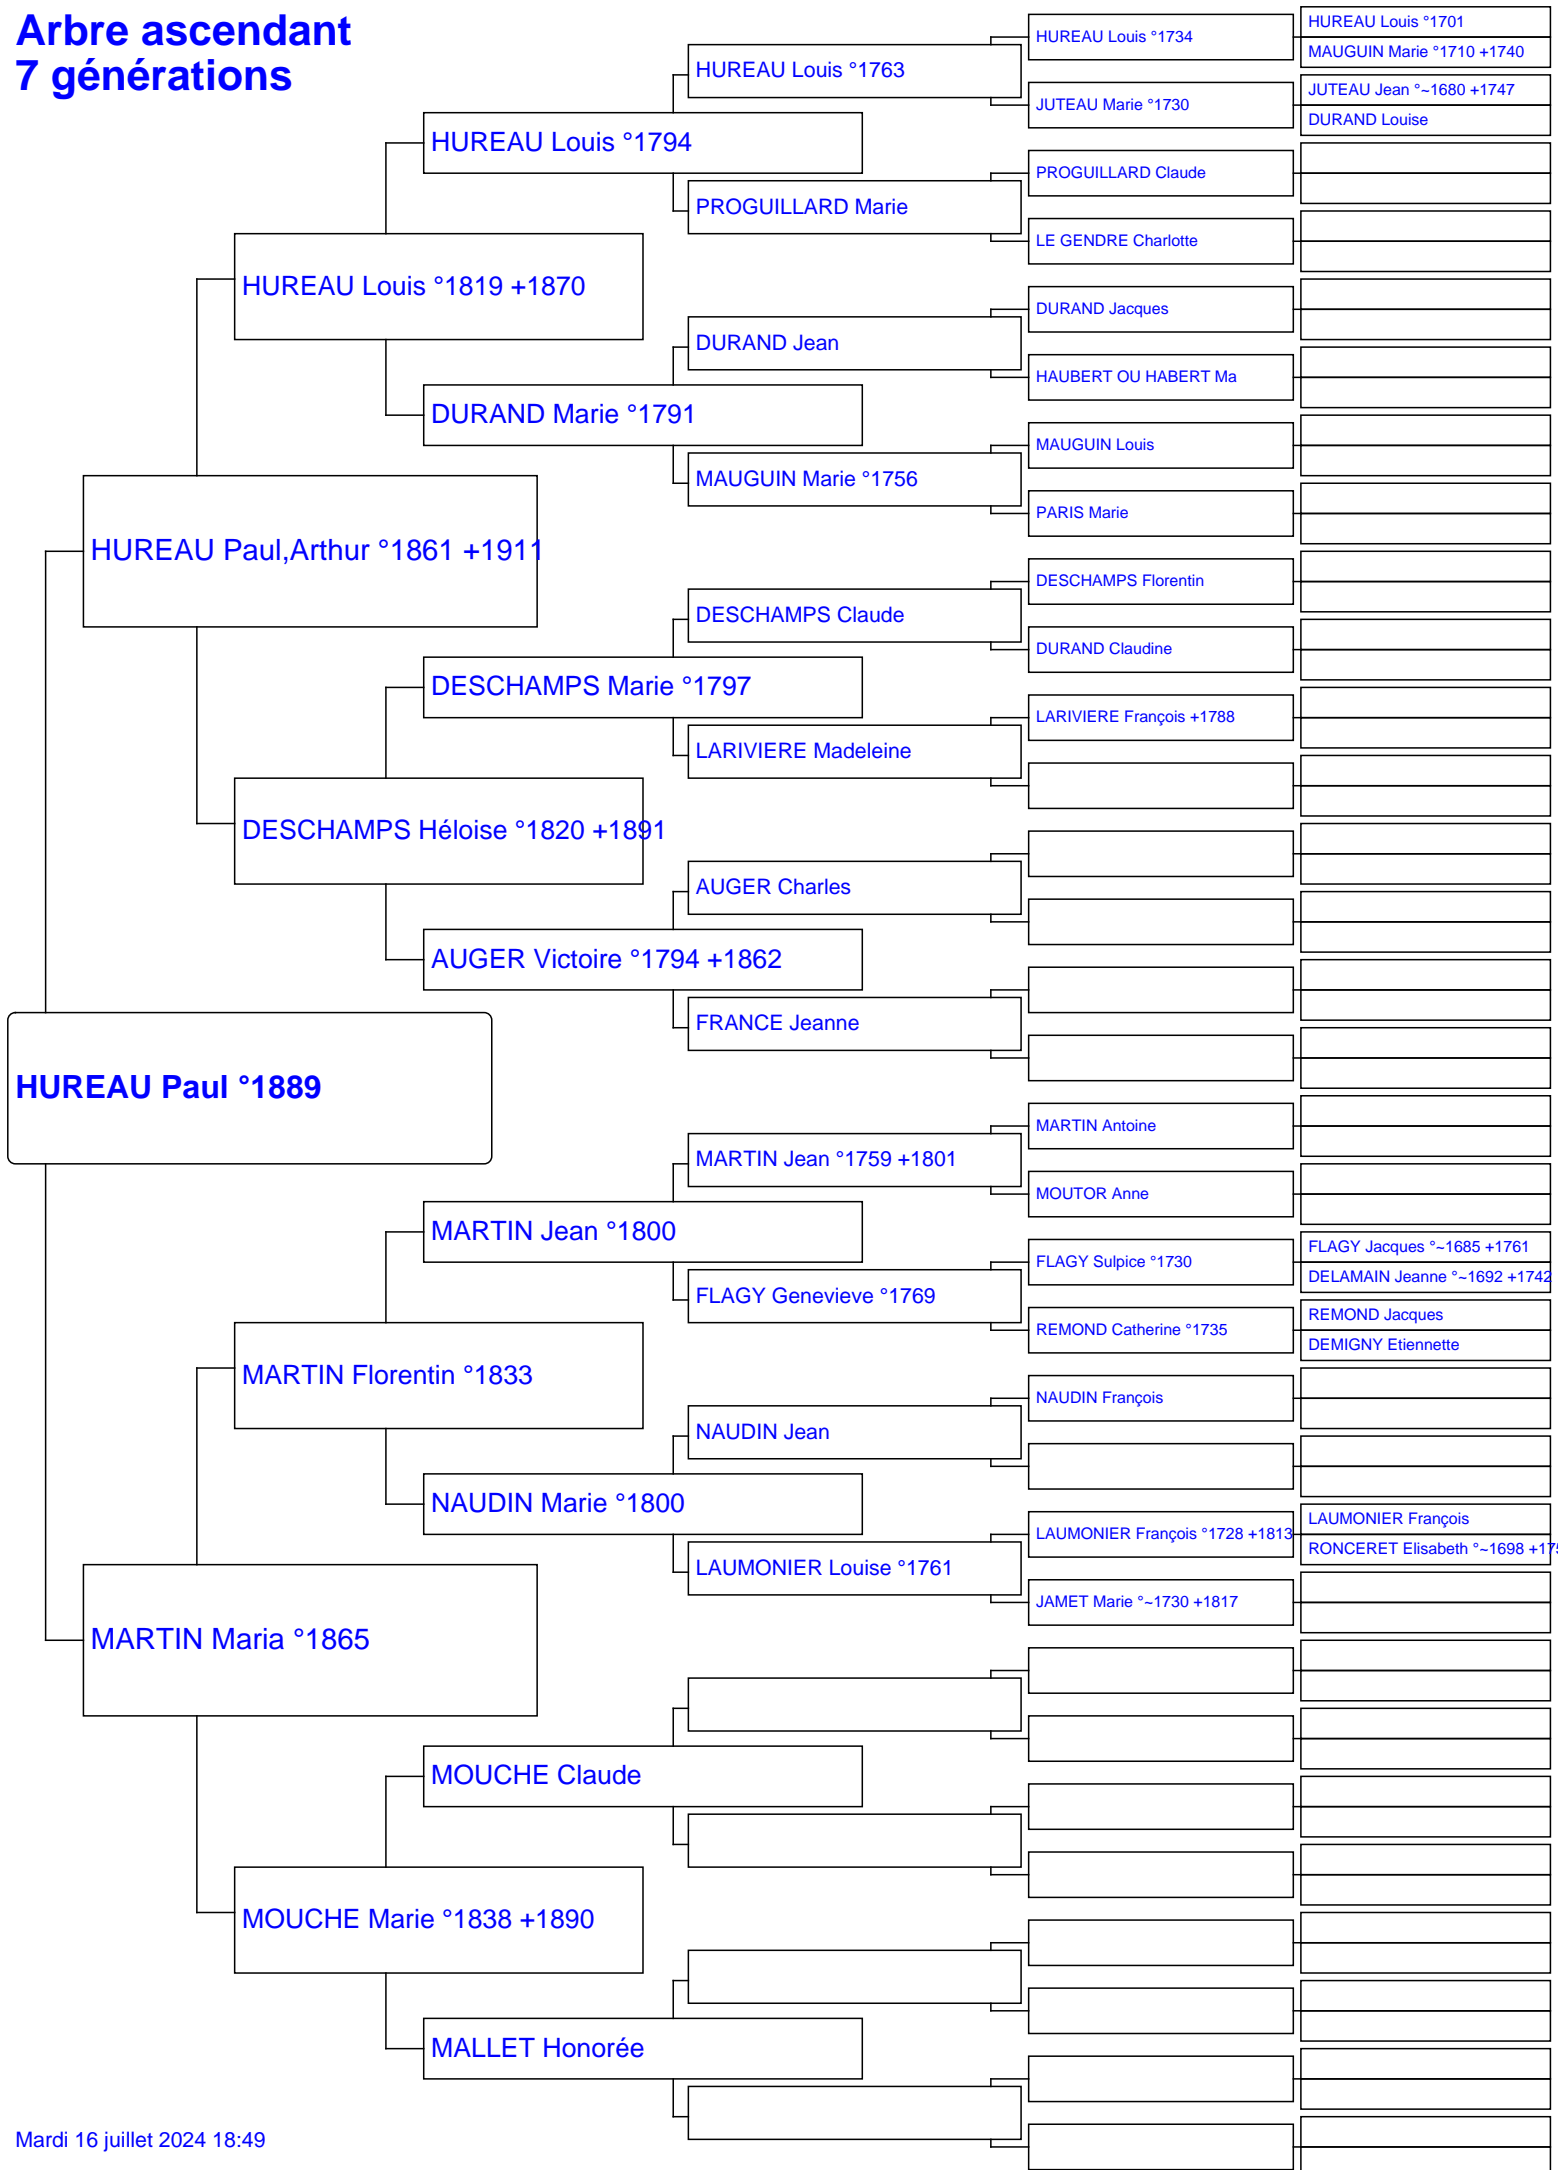 Arbre ascendant
7 générations
HUREAU Louis °1701
HUREAU Louis °1734
MAUGUIN Marie °1710 +1740
HUREAU Louis °1763
JUTEAU Jean °~1680 +1747
JUTEAU Marie °1730
DURAND Louise
HUREAU Louis °1794
PROGUILLARD Claude
PROGUILLARD Marie
LE GENDRE Charlotte
HUREAU Louis °1819 +1870
DURAND Jacques
DURAND Jean
HAUBERT OU HABERT Ma
DURAND Marie °1791
MAUGUIN Louis
MAUGUIN Marie °1756
PARIS Marie
HUREAU Paul,Arthur °1861 +1911
DESCHAMPS Florentin
DESCHAMPS Claude
DURAND Claudine
DESCHAMPS Marie °1797
LARIVIERE François +1788
LARIVIERE Madeleine
DESCHAMPS Héloise °1820 +1891
AUGER Charles
AUGER Victoire °1794 +1862
FRANCE Jeanne
HUREAU Paul °1889
MARTIN Antoine
MARTIN Jean °1759 +1801
MOUTOR Anne
MARTIN Jean °1800
FLAGY Jacques °~1685 +1761
FLAGY Sulpice °1730
DELAMAIN Jeanne °~1692 +1742
FLAGY Genevieve °1769
REMOND Jacques
REMOND Catherine °1735
DEMIGNY Etiennette
MARTIN Florentin °1833
NAUDIN François
NAUDIN Jean
NAUDIN Marie °1800
LAUMONIER François
LAUMONIER François °1728 +1813
RONCERET Elisabeth °~1698
LAUMONIER Louise °1761
JAMET Marie °~1730 +1817
MARTIN Maria °1865
MOUCHE Claude
MOUCHE Marie °1838 +1890
MALLET Honorée
Mardi 16 juillet 2024 18:49